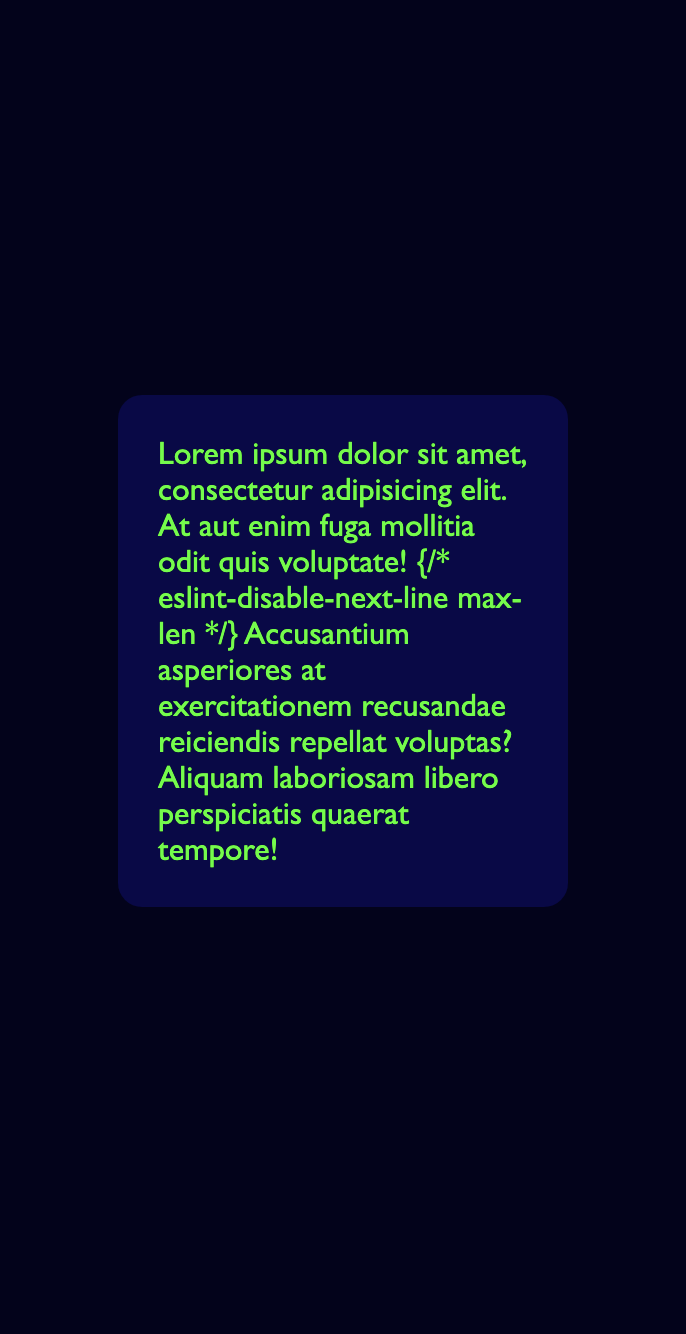 Lorem ipsum dolor sit amet,
consectetur adipisicing elit.
At aut enim fuga mollitia
odit quis voluptate! {/*
eslint-disable-next-line max-
len */} Accusantium
asperiores at
exercitationem recusandae
reiciendis repellat voluptas?
Aliquam laboriosam libero
perspiciatis quaerat
tempore!